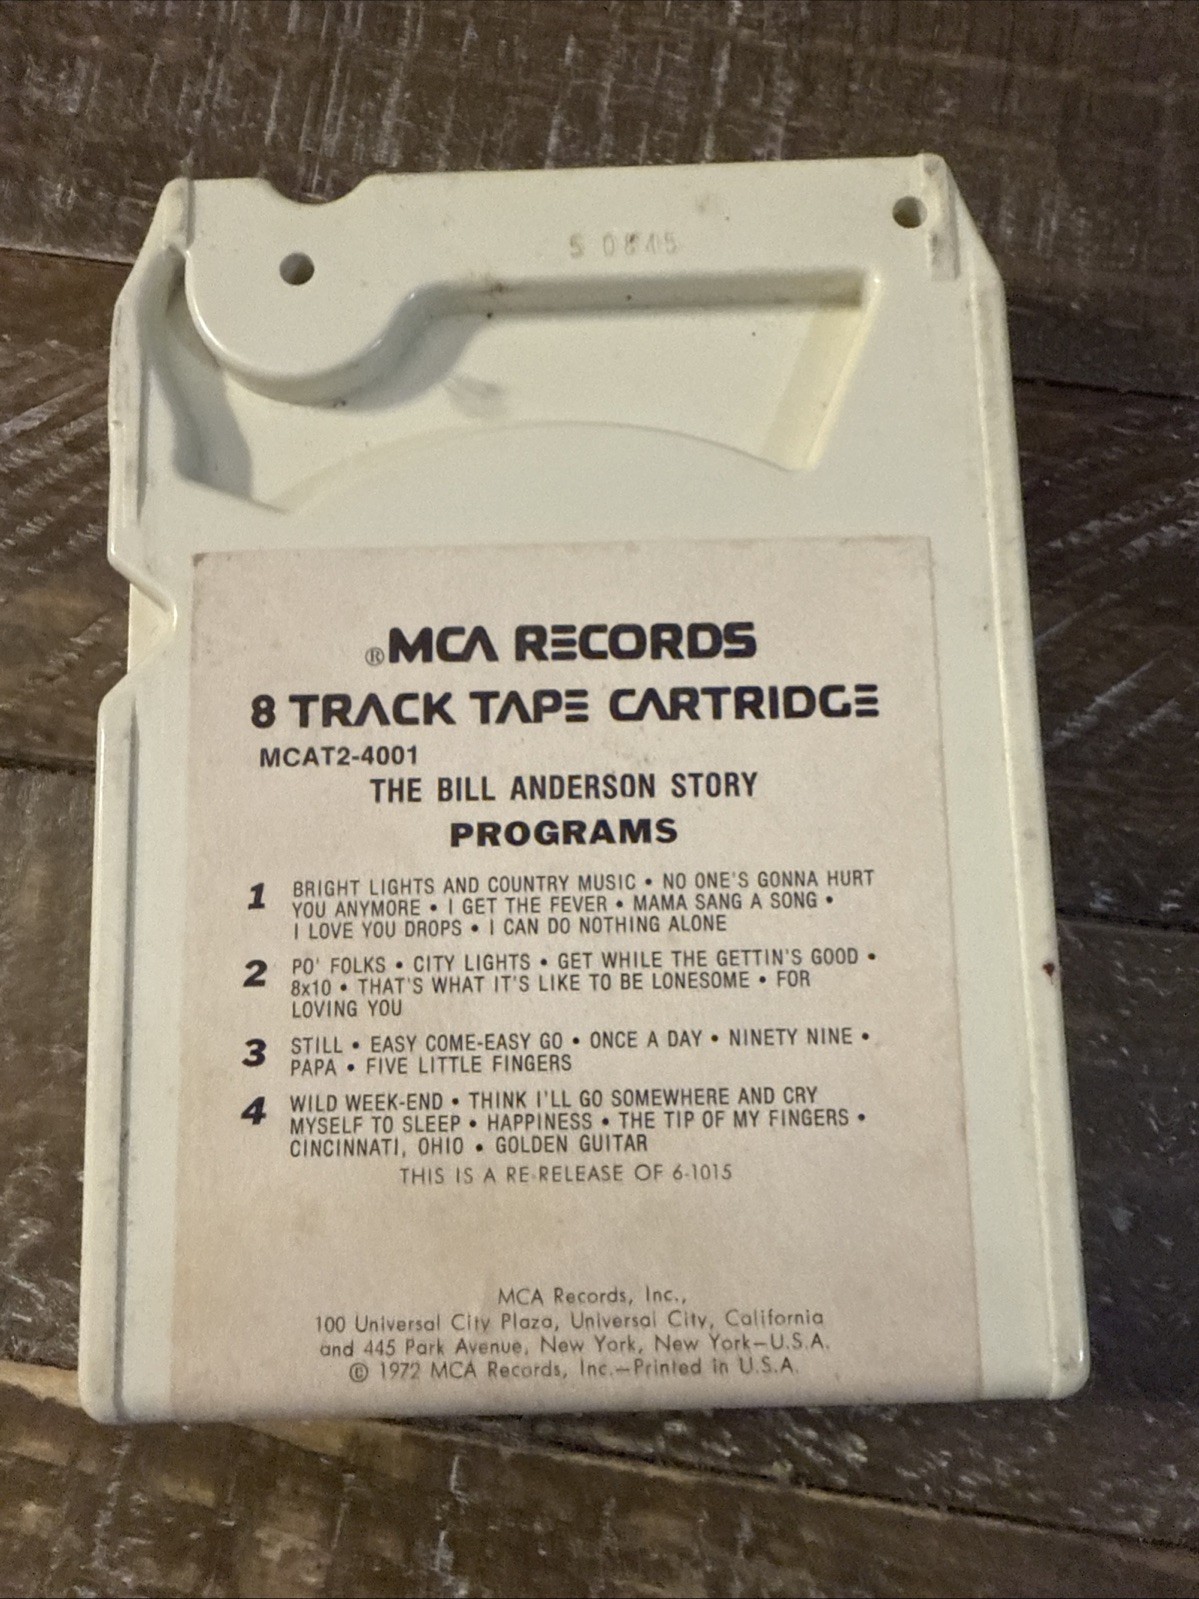 S 0845
®MCA RECORDS
8 TRACK TAPE CARTRIDGE
MCAT2-4001
THE BILL ANDERSON STORY
PROGRAMS
1 BRIGHT LIGHTS AND COUNTRY MUSIC • NO ONE'S GONNA HURT
YOU ANYMORE • I GET THE FEVER • MAMA SANG A SONG •
I LOVE YOU DROPS • I CAN DO NOTHING ALONE
2 PO' FOLKS • CITY LIGHTS • GET WHILE THE GETTIN'S GOOD •
8x10 • THAT'S WHAT IT'S LIKE TO BE LONESOME • FOR
LOVING YOU
3 STILL • EASY COME-EASY GO • ONCE A DAY • NINETY NINE •
PAPA • FIVE LITTLE FINGERS
4 WILD WEEK-END • THINK I'LL GO SOMEWHERE AND CRY
MYSELF TO SLEEP • HAPPINESS • THE TIP OF MY FINGERS •
CINCINNATI, OHIO • GOLDEN GUITAR
THIS IS A RE-RELEASE OF 6-1015
MCA Records, Inc.,
100 Universal City Plaza, Universal City, California
and 445 Park Avenue, New York, New York—U.S.A.
© 1972 MCA Records, Inc.—Printed in U.S.A.